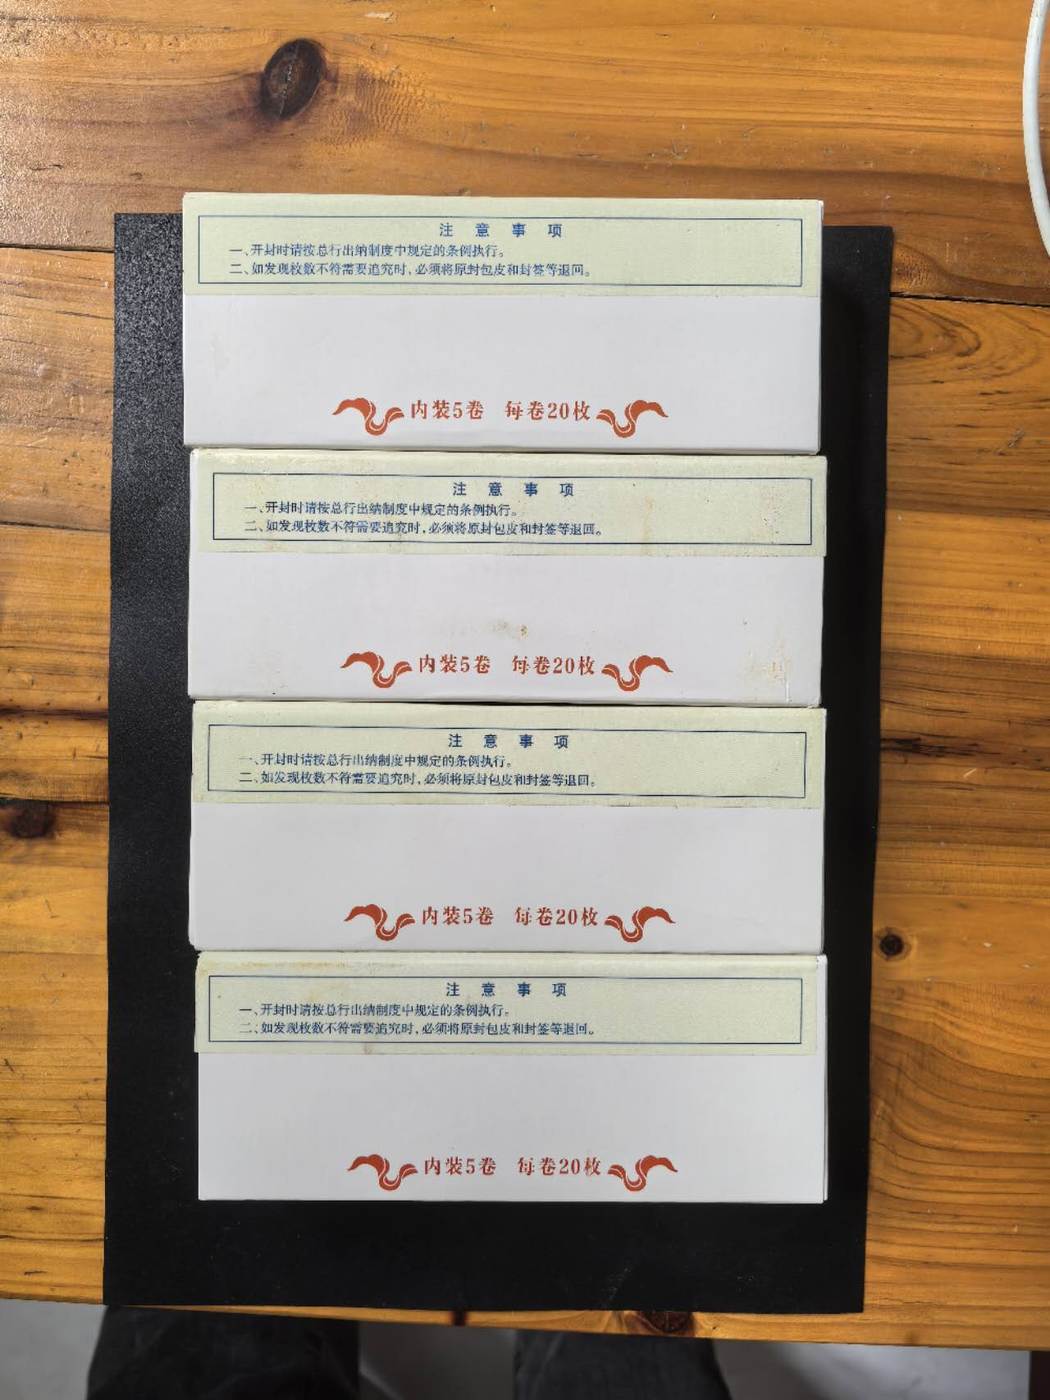 注意事项
一、开封时请按总行出纳制度中规定的条例执行。
二、如发现枚数不符需要追究时，必须将原封包皮和封签等退回。
内装5卷 每卷20枚
注意事项
一、开封时请按总行出纳制度中规定的条例执行。
二、如发现枚数不符需要追究时，必须将原封包皮和封签等退回。
内装5卷 每卷20枚
注意事项
一、开封时请按总行出纳制度中规定的条例执行。
二、如发现枚数不符需要追究时，必须将原封包皮和封签等退回。
内装5卷 每卷20枚
注意事项
一、开封时请按总行出纳制度中规定的条例执行。
二、如发现枚数不符需要追究时，必须将原封包皮和封签等退回。
内装5卷 每卷20枚